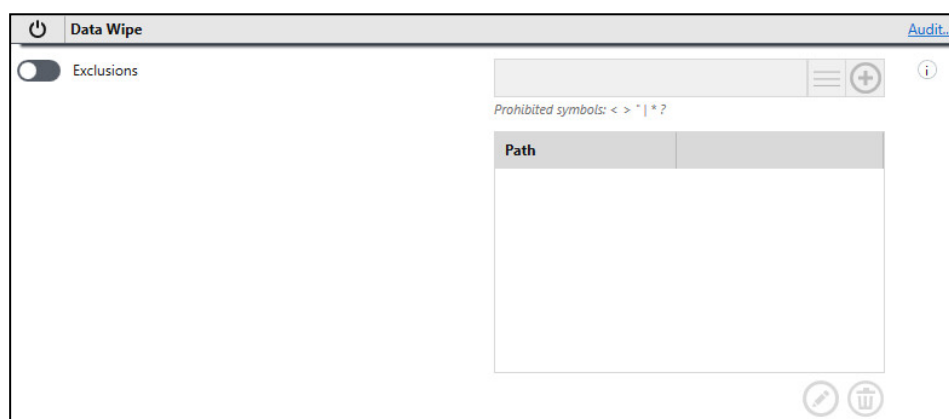 Data Wipe
Audit..
Exclusions
Prohibited symbols: < > " | * ?
Path